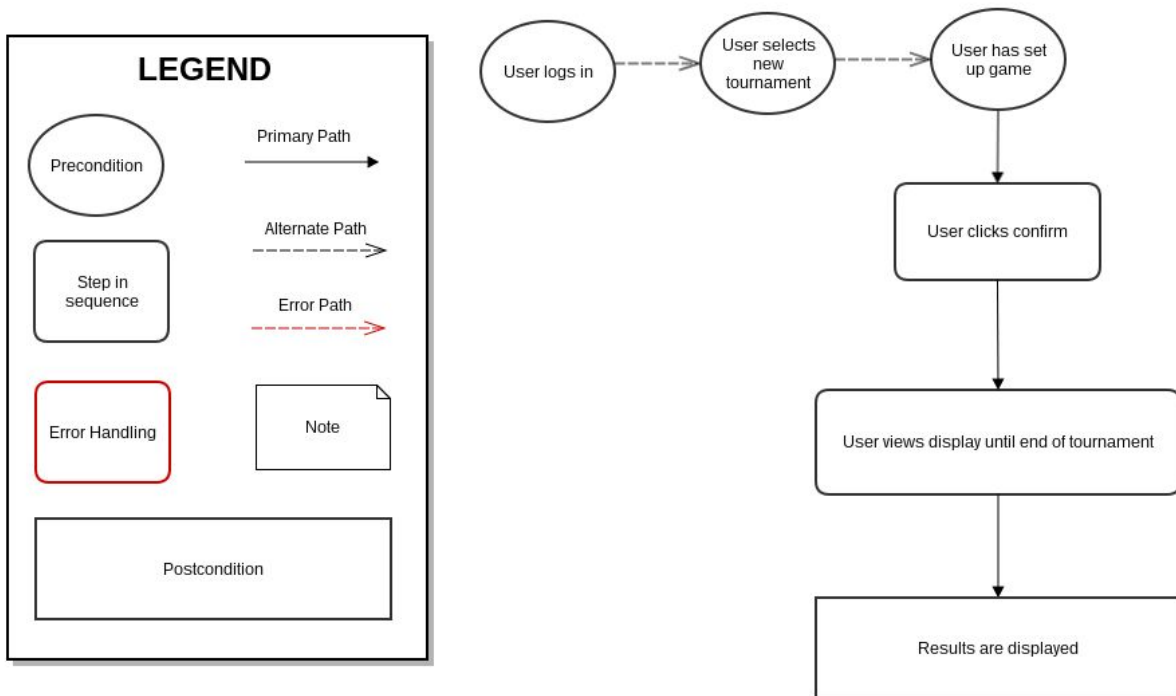 LEGEND
Precondition
Primary Path
Alternate Path
Step in
sequence
Error Path
Error Handling
Note
Postcondition
User logs in
User selects
new
tournament
User has set
up game
User clicks confirm
User views display until end of tournament
Results are displayed